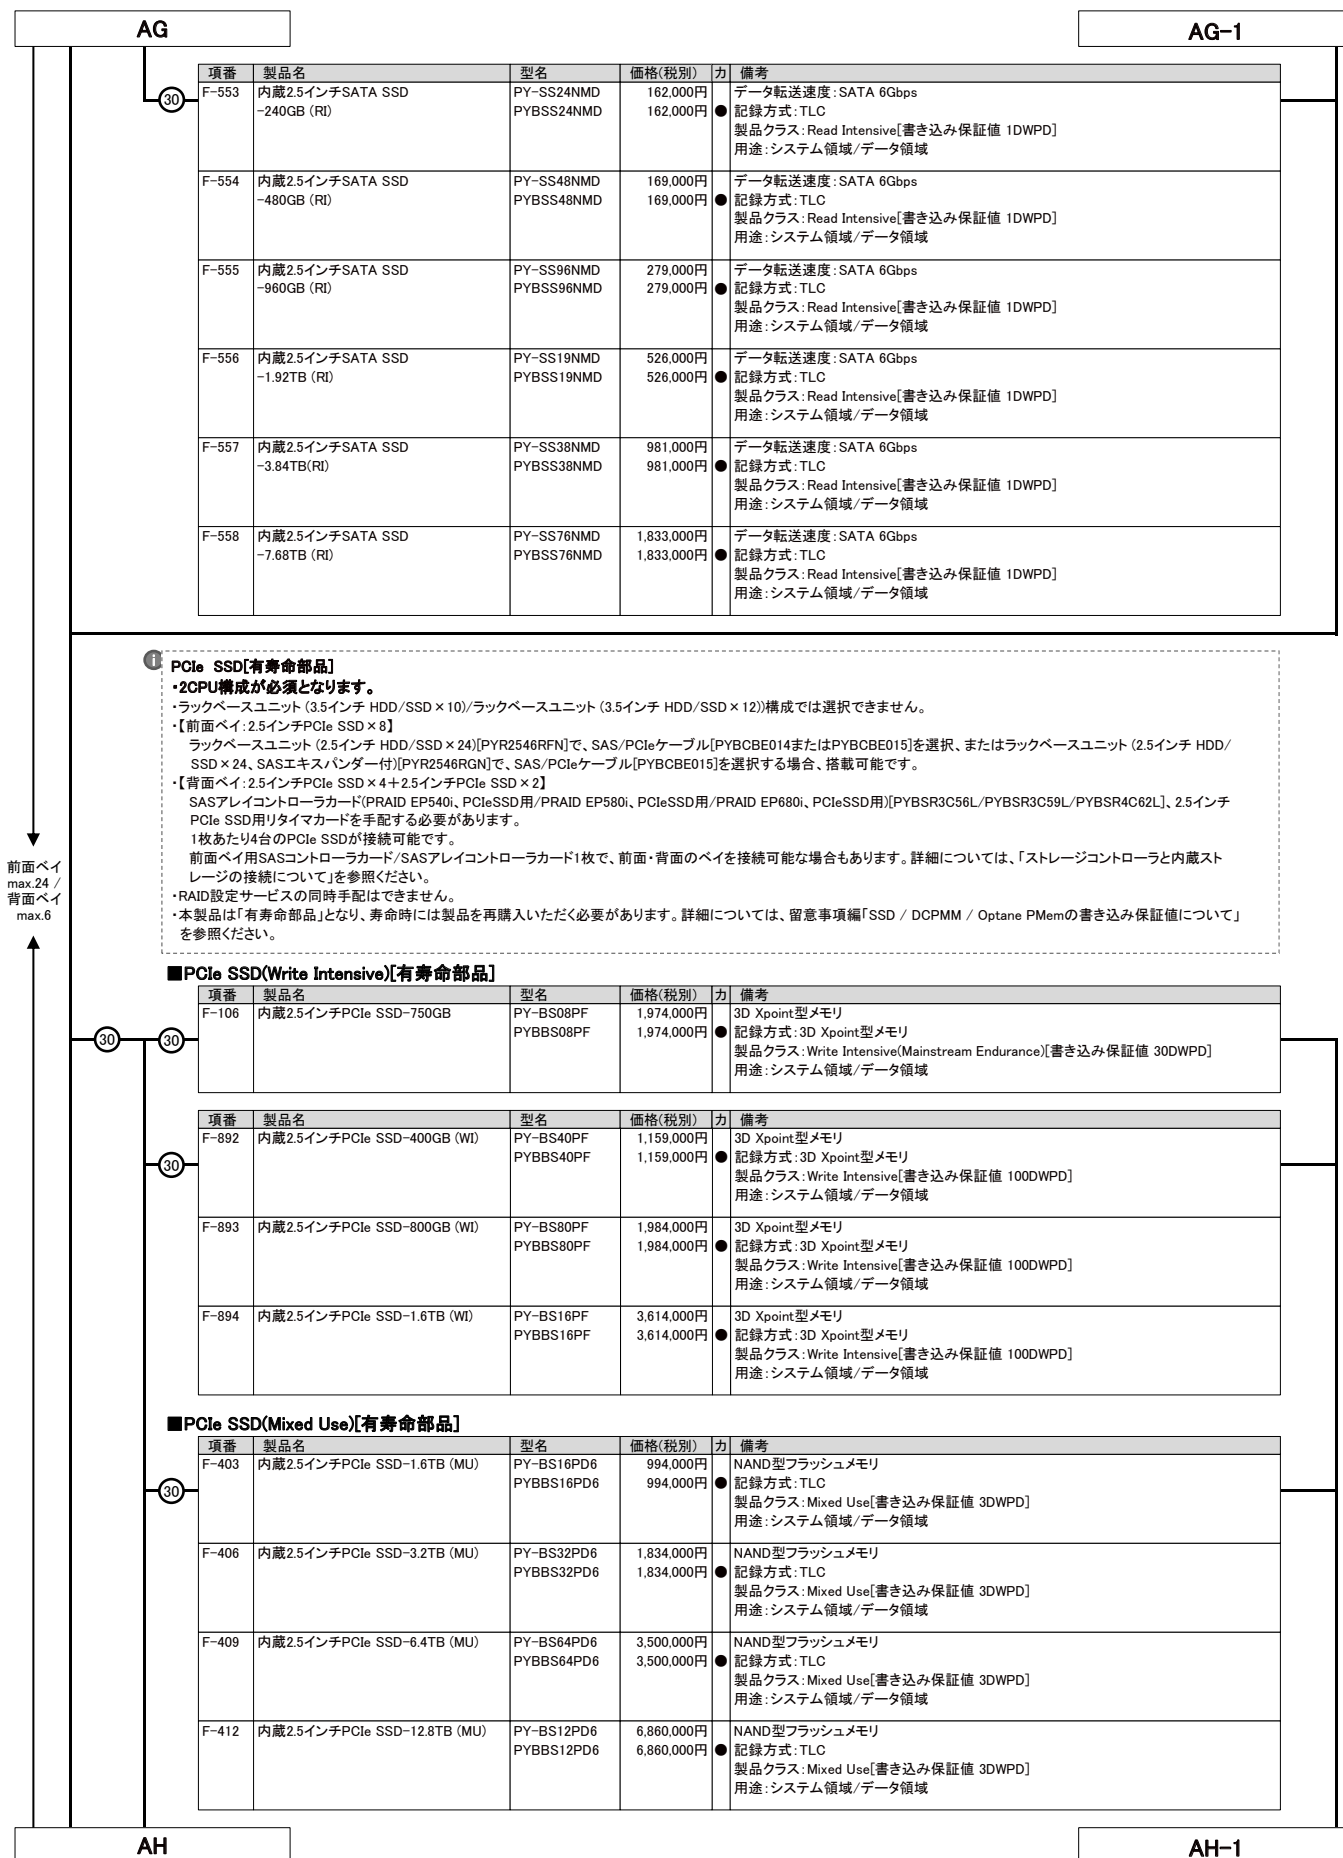 AG
AG-1
項番 製品名 型名 価格(税別) カ 備考
30
F-553 内蔵2.5インチSATA SSD PY-SS24NMD 162,000円 データ転送速度:SATA 6Gbps
-240GB (RI) PYBSS24NMD 162,000円 ● 記録方式:TLC
製品クラス:Read Intensive[書き込み保証値 1DWPD]
用途:システム領域/データ領域
F-554 内蔵2.5インチSATA SSD PY-SS48NMD 169,000円 データ転送速度:SATA 6Gbps
-480GB (RI) PYBSS48NMD 169,000円 ● 記録方式:TLC
製品クラス:Read Intensive[書き込み保証値 1DWPD]
用途:システム領域/データ領域
F-555 内蔵2.5インチSATA SSD PY-SS96NMD 279,000円 データ転送速度:SATA 6Gbps
-960GB (RI) PYBSS96NMD 279,000円 ● 記録方式:TLC
製品クラス:Read Intensive[書き込み保証値 1DWPD]
用途:システム領域/データ領域
F-556 内蔵2.5インチSATA SSD PY-SS19NMD 526,000円 データ転送速度:SATA 6Gbps
-1.92TB (RI) PYBSS19NMD 526,000円 ● 記録方式:TLC
製品クラス:Read Intensive[書き込み保証値 1DWPD]
用途:システム領域/データ領域
F-557 内蔵2.5インチSATA SSD PY-SS38NMD 981,000円 データ転送速度:SATA 6Gbps
-3.84TB(RI) PYBSS38NMD 981,000円 ● 記録方式:TLC
製品クラス:Read Intensive[書き込み保証値 1DWPD]
用途:システム領域/データ領域
F-558 内蔵2.5インチSATA SSD PY-SS76NMD 1,833,000円 データ転送速度:SATA 6Gbps
-7.68TB (RI) PYBSS76NMD 1,833,000円 ● 記録方式:TLC
製品クラス:Read Intensive[書き込み保証値 1DWPD]
用途:システム領域/データ領域
i PCIe SSD[有寿命部品]
・2CPU構成が必須となります。
・ラックベースユニット (3.5インチ HDD/SSD×10)/ラックベースユニット (3.5インチ HDD/SSD×12))構成では選択できません。
・【前面ベイ:2.5インチPCIe SSD×8】
ラックベースユニット (2.5インチ HDD/SSD×24)[PYR2546RFN]で、SAS/PCIeケーブル[PYBCBE014またはPYBCBE015]を選択、またはラックベースユニット (2.5インチ HDD/
SSD×24、SASエキスパンダー付)[PYR2546RGN]で、SAS/PCIeケーブル[PYBCBE015]を選択する場合、搭載可能です。
・【背面ベイ:2.5インチPCIe SSD×4+2.5インチPCIe SSD×2】
SASアレイコントローラカード(PRAID EP540i、PCIeSSD用/PRAID EP580i、PCIeSSD用/PRAID EP680i、PCIeSSD用)[PYBSR3C56L/PYBSR3C59L/PYBSR4C62L]、2.5インチ
PCIe SSD用リタイマカードを手配する必要があります。
1枚あたり4台のPCIe SSDが接続可能です。
前面ベイ用SASコントローラカード/SASアレイコントローラカード1枚で、前面・背面のベイを接続可能な場合もあります。詳細については、「ストレージコントローラと内蔵スト
レージの接続について」を参照ください。
・RAID設定サービスの同時手配はできません。
・本製品は「有寿命部品」となり、寿命時には製品を再購入いただく必要があります。詳細については、留意事項編「SSD / DCPMM / Optane PMemの書き込み保証値について」
を参照ください。
前面ベイ
max.24 /
背面ベイ
max.6
■PCIe SSD(Write Intensive)[有寿命部品]
項番 製品名 型名 価格(税別) カ 備考
30 30
F-106 内蔵2.5インチPCIe SSD-750GB PY-BS08PF 1,974,000円 3D Xpoint型メモリ
PYBBS08PF 1,974,000円 ● 記録方式:3D Xpoint型メモリ
製品クラス:Write Intensive(Mainstream Endurance)[書き込み保証値 30DWPD]
用途:システム領域/データ領域
項番 製品名 型名 価格(税別) カ 備考
30
F-892 内蔵2.5インチPCIe SSD-400GB (WI) PY-BS40PF 1,159,000円 3D Xpoint型メモリ
PYBBS40PF 1,159,000円 ● 記録方式:3D Xpoint型メモリ
製品クラス:Write Intensive[書き込み保証値 100DWPD]
用途:システム領域/データ領域
F-893 内蔵2.5インチPCIe SSD-800GB (WI) PY-BS80PF 1,984,000円 3D Xpoint型メモリ
PYBBS80PF 1,984,000円 ● 記録方式:3D Xpoint型メモリ
製品クラス:Write Intensive[書き込み保証値 100DWPD]
用途:システム領域/データ領域
F-894 内蔵2.5インチPCIe SSD-1.6TB (WI) PY-BS16PF 3,614,000円 3D Xpoint型メモリ
PYBBS16PF 3,614,000円 ● 記録方式:3D Xpoint型メモリ
製品クラス:Write Intensive[書き込み保証値 100DWPD]
用途:システム領域/データ領域
■PCIe SSD(Mixed Use)[有寿命部品]
項番 製品名 型名 価格(税別) カ 備考
30
F-403 内蔵2.5インチPCIe SSD-1.6TB (MU) PY-BS16PD6 994,000円 NAND型フラッシュメモリ
PYBBS16PD6 994,000円 ● 記録方式:TLC
製品クラス:Mixed Use[書き込み保証値 3DWPD]
用途:システム領域/データ領域
F-406 内蔵2.5インチPCIe SSD-3.2TB (MU) PY-BS32PD6 1,834,000円 NAND型フラッシュメモリ
PYBBS32PD6 1,834,000円 ● 記録方式:TLC
製品クラス:Mixed Use[書き込み保証値 3DWPD]
用途:システム領域/データ領域
F-409 内蔵2.5インチPCIe SSD-6.4TB (MU) PY-BS64PD6 3,500,000円 NAND型フラッシュメモリ
PYBBS64PD6 3,500,000円 ● 記録方式:TLC
製品クラス:Mixed Use[書き込み保証値 3DWPD]
用途:システム領域/データ領域
F-412 内蔵2.5インチPCIe SSD-12.8TB (MU) PY-BS12PD6 6,860,000円 NAND型フラッシュメモリ
PYBBS12PD6 6,860,000円 ● 記録方式:TLC
製品クラス:Mixed Use[書き込み保証値 3DWPD]
用途:システム領域/データ領域
AH
AH-1